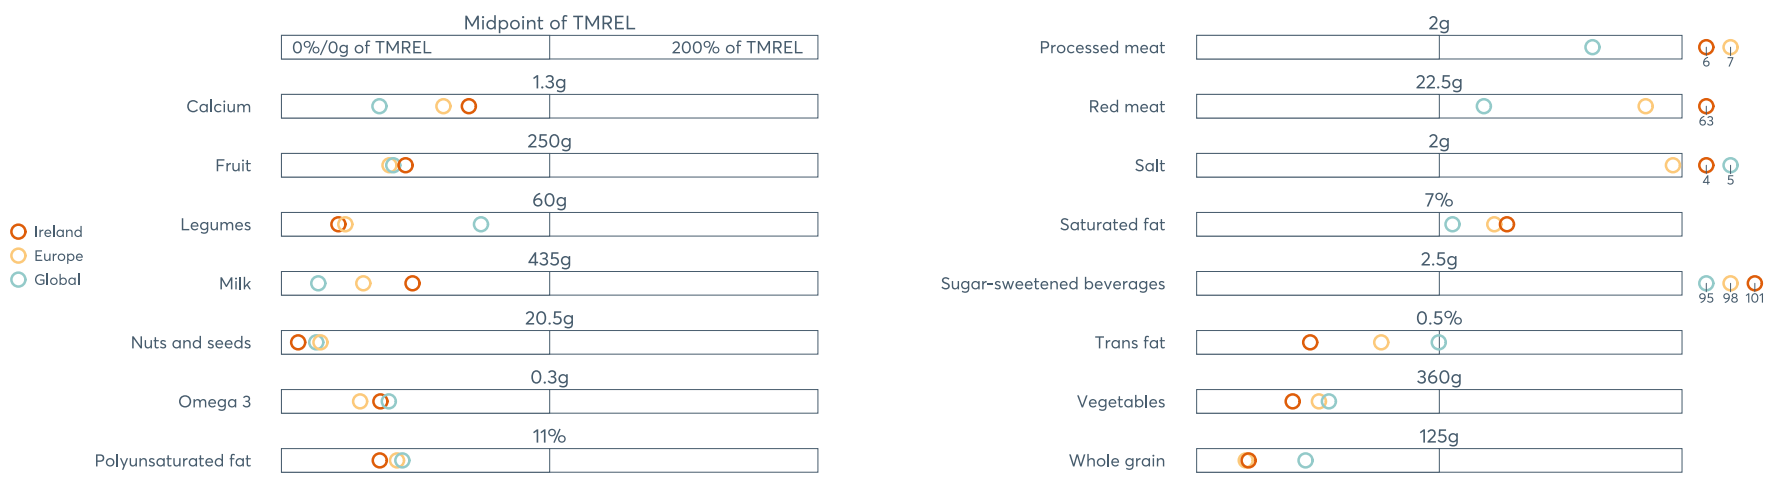 Midpoint of TMREL
0%/0g of TMREL 200% of TMREL
1.3g
Calcium
250g
Fruit
60g
Legumes
435g
Milk
20.5g
Nuts and seeds
0.3g
Omega 3
11%
Polyunsaturated fat
Ireland
Europe
Global
2g
Processed meat
6 7
22.5g
Red meat
63
2g
Salt
4 5
7%
Saturated fat
2.5g
Sugar-sweetened beverages
95 98 101
0.5%
Trans fat
360g
Vegetables
125g
Whole grain